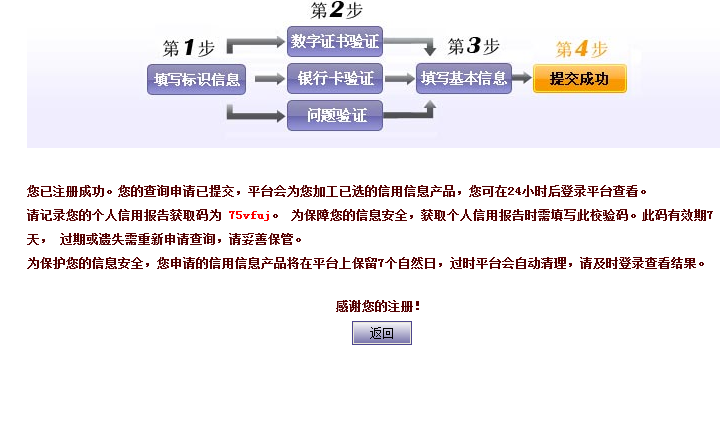 第2步
第1步
第3步
第4步
数字证书验证
填写标识信息
银行卡验证
填写基本信息
提交成功
问题验证
您已注册成功。您的查询申请已提交，平台会为您加工已选的信用信息产品，您可在24小时后登录平台查看。
请记录您的个人信用报告获取码为 75vfuj。 为保障您的信息安全，获取个人信用报告时需填写此校验码。此码有效期7
天， 过期或遗失需重新申请查询，请妥善保管。
为保护您的信息安全，您申请的信用信息产品将在平台上保留7个自然日，过时平台会自动清理，请及时登录查看结果。
感谢您的注册！
返回